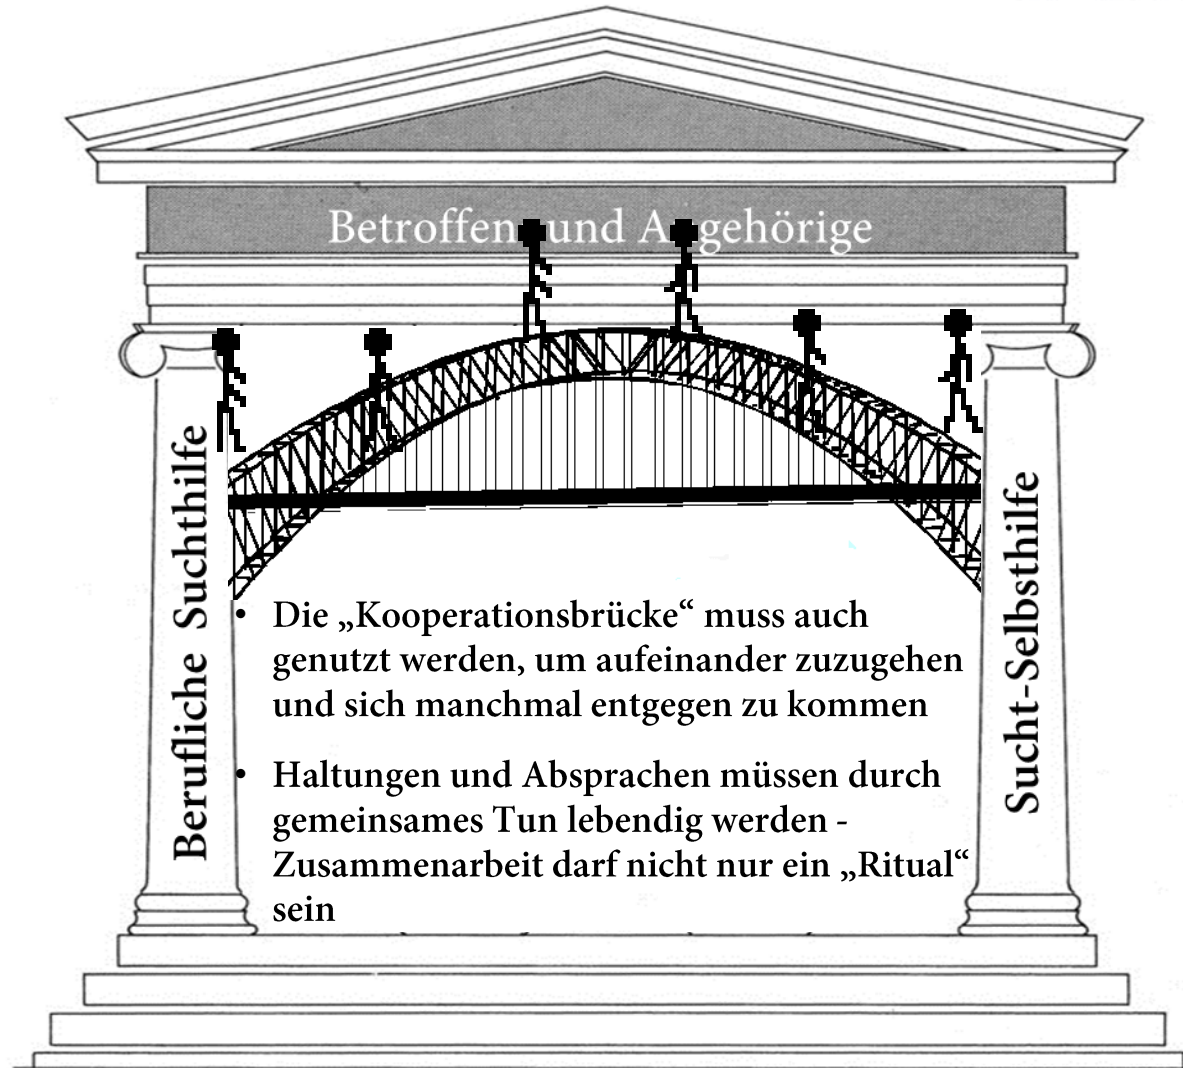 Betroffen und Angehörige
Berufliche Suchthilfe
Sucht-Selbsthilfe
• Die „Kooperationsbrücke“ muss auch
genutzt werden, um aufeinander zuzugehen
und sich manchmal entgegen zu kommen
• Haltungen und Absprachen müssen durch
gemeinsames Tun lebendig werden -
Zusammenarbeit darf nicht nur ein „Ritual“
sein